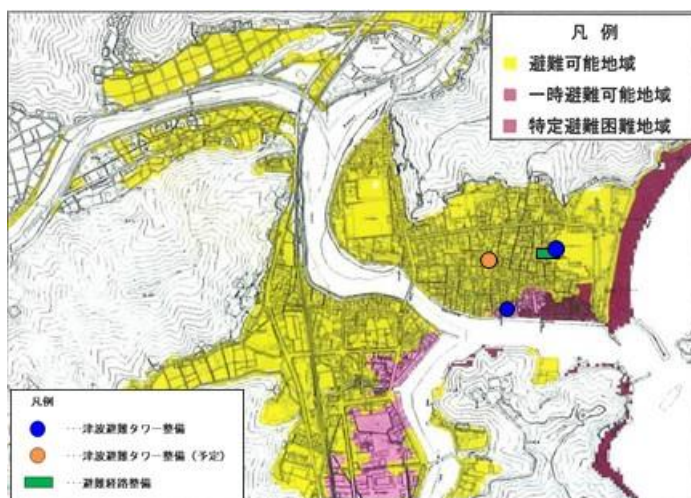 凡 例
避難可能地域
一時避難可能地域
特定避難困難地域
凡例
･･･津波避難タワー整備
･･･津波避難タワー整備（予定）
･･･避難経路整備